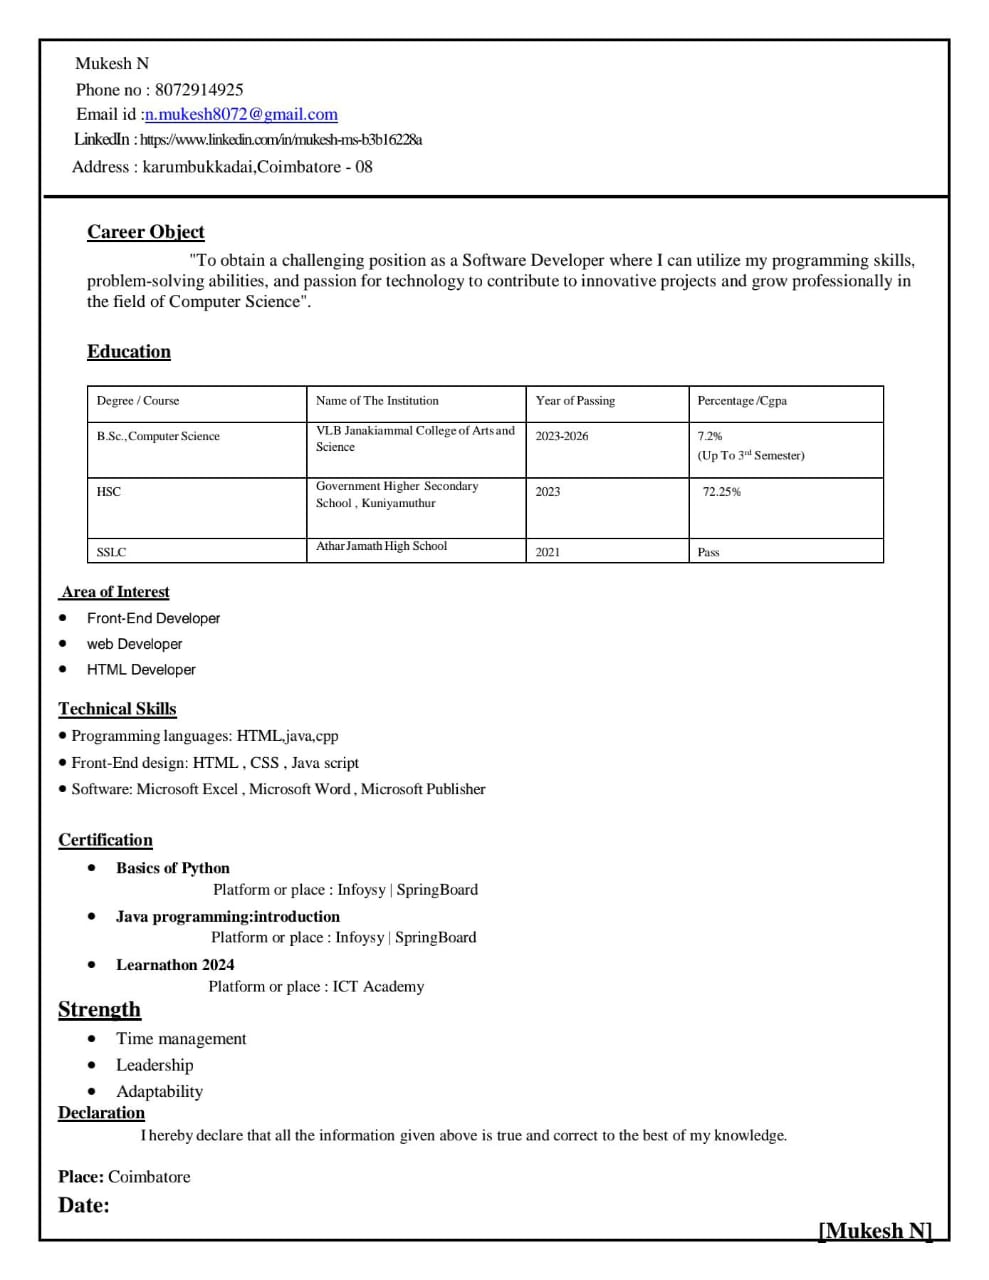 Mukesh N
Phone no : 8072914925
Email id :n.mukesh8072@gmail.com
LinkedIn : https://www.linkedin.com/in/mukesh-ms-b3b16228a
Address : karumbukkadai,Coimbatore - 08
Career Object
"To obtain a challenging position as a Software Developer where I can utilize my programming skills,
problem-solving abilities, and passion for technology to contribute to innovative projects and grow professionally in
the field of Computer Science".
Education
Degree / Course Name of The Institution Year of Passing Percentage /Cgpa
B.Sc., Computer Science VLB Janakiammal College of Arts and Science 2023-2026 7.2% (Up To 3rd Semester)
HSC Government Higher Secondary School , Kuniyamuthur 2023 72.25%
SSLC Athar Jamath High School 2021 Pass
Area of Interest
• Front-End Developer
• web Developer
• HTML Developer
Technical Skills
• Programming languages: HTML,java,cpp
• Front-End design: HTML , CSS , Java script
• Software: Microsoft Excel , Microsoft Word , Microsoft Publisher
Certification
• Basics of Python
Platform or place : Infoysy | SpringBoard
• Java programming:introduction
Platform or place : Infoysy | SpringBoard
• Learnathon 2024
Platform or place : ICT Academy
Strength
• Time management
• Leadership
• Adaptability
Declaration
I hereby declare that all the information given above is true and correct to the best of my knowledge.
Place: Coimbatore
Date:
[Mukesh N]